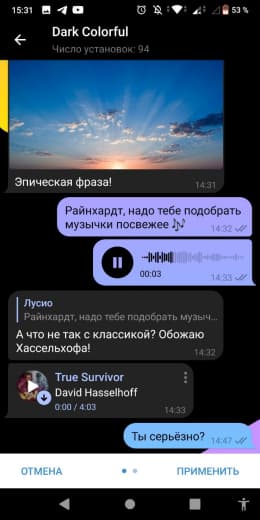 15:31
53 %
Dark Colorful
Число установок: 94
Эпическая фраза!
14:31
Райнхардт, надо тебе подобрать
музычки посвежее 🎶
14:32
00:03
14:33
Лусио
Райнхардт, надо тебе подобрать музыч...
А что не так с классикой? Обожаю
Хассельхофа!
14:32
True Survivor
David Hasselhoff
0:00 / 4:03
14:33
Ты серьёзно? 14:47
ОТМЕНА
ПРИМЕНИТЬ